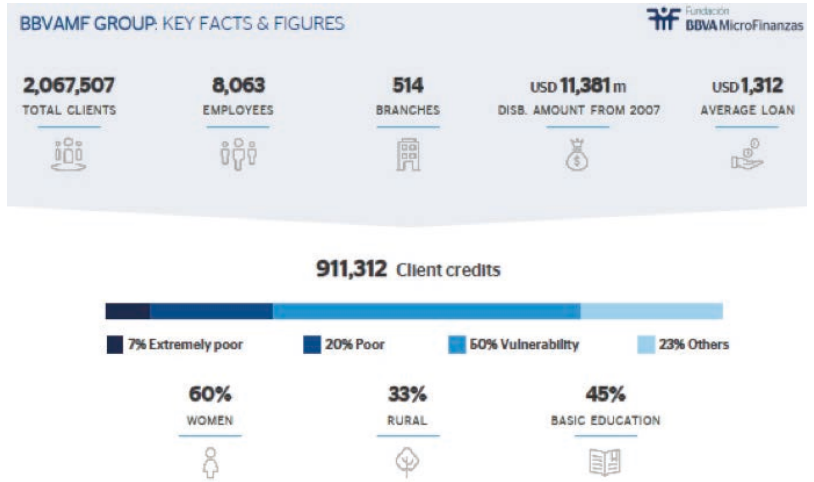 BBVAMF GROUP: KEY FACTS & FIGURES
Fundación
BBVA MicroFinanzas
2,067,507 8,063 514 USD 11,381 m USD 1,312
TOTAL CLIENTS EMPLOYEES BRANCHES DISB. AMOUNT FROM 2007 AVERAGE LOAN
911,312 Client credits
7% Extremely poor 20% Poor 50% Vulnerability 23% Others
60% 33% 45%
WOMEN RURAL BASIC EDUCATION